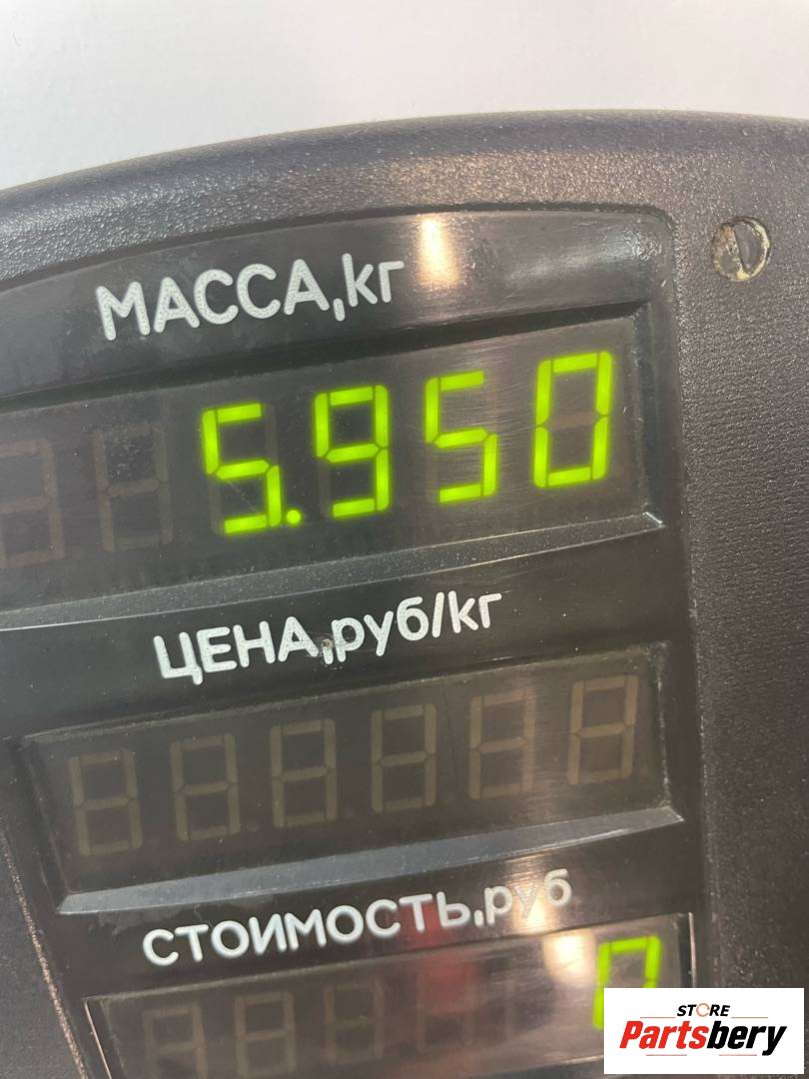 МАССА,кг
5.950
ЦЕНА,руб/кг
СТОИМОСТЬ,руб
0
STORE
Partsbery